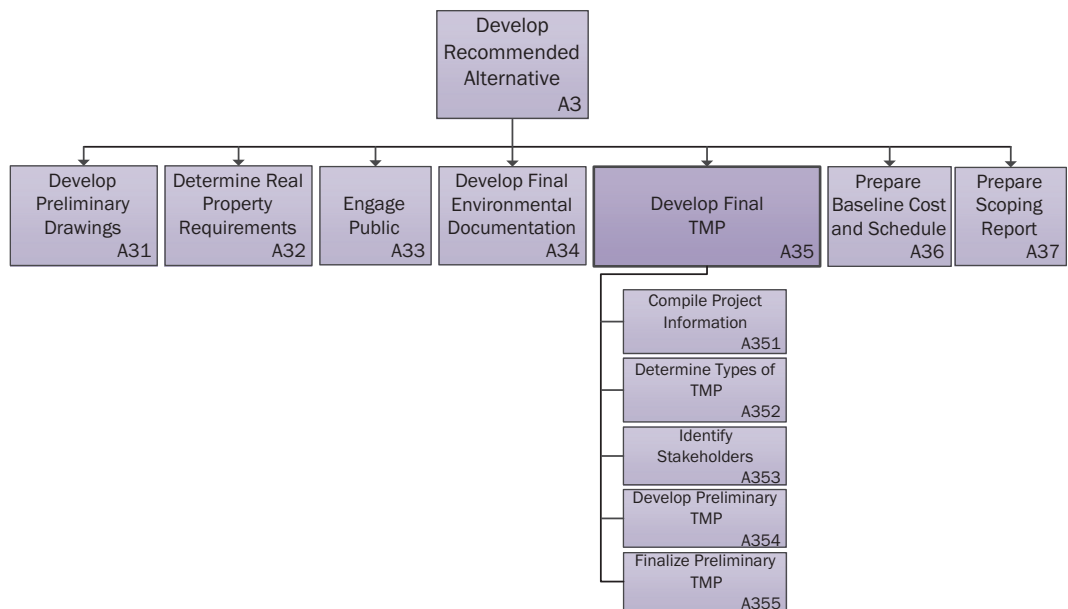 Develop
Recommended
Alternative
A3
Develop
Preliminary
Drawings
A31
Determine Real
Property
Requirements
A32
Engage
Public
A33
Develop Final
Environmental
Documentation
A34
Develop Final
TMP
A35
Prepare
Baseline Cost
and Schedule
A36
Prepare
Scoping
Report
A37
Compile Project
Information
A351
Determine Types of
TMP
A352
Identify
Stakeholders
A353
Develop Preliminary
TMP
A354
Finalize Preliminary
TMP
A355